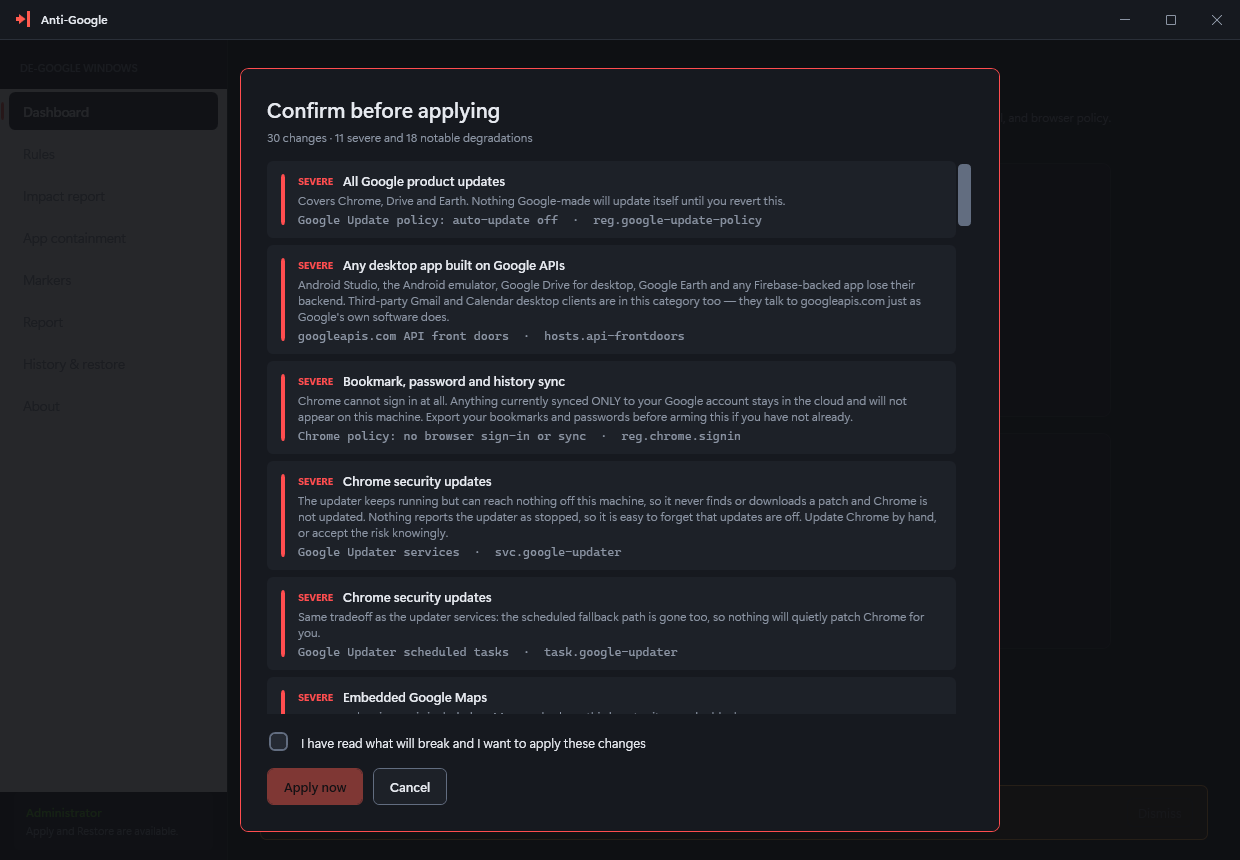 Anti-Google
DE-GOOGLE WINDOWS
Dashboard
Rules
Impact report
App containment
Markers
Report
History & restore
About
Administrator
Apply and Restore are available
and browser policy.
Confirm before applying
30 changes · 11 severe and 18 notable degradations
SEVERE All Google product updates
Covers Chrome, Drive and Earth. Nothing Google-made will update itself until you revert this.
Google Update policy: auto-update off · reg.google-update-policy
SEVERE Any desktop app built on Google APIs
Android Studio, the Android emulator, Google Drive for desktop, Google Earth and any Firebase-backed app lose their
backend. Third-party Gmail and Calendar desktop clients are in this category too — they talk to googleapis.com just as
Google's own software does.
googleapis.com API front doors · hosts.api-frontdoors
SEVERE Bookmark, password and history sync
Chrome cannot sign in at all. Anything currently synced ONLY to your Google account stays in the cloud and will not
appear on this machine. Export your bookmarks and passwords before arming this if you have not already.
Chrome policy: no browser sign-in or sync · reg.chrome.signin
SEVERE Chrome security updates
The updater keeps running but can reach nothing off this machine, so it never finds or downloads a patch and Chrome is
not updated. Nothing reports the updater as stopped, so it is easy to forget that updates are off. Update Chrome by hand,
or accept the risk knowingly.
Google Updater services · svc.google-updater
SEVERE Chrome security updates
Same tradeoff as the updater services: the scheduled fallback path is gone too, so nothing will quietly patch Chrome for
you.
Google Updater scheduled tasks · task.google-updater
SEVERE Embedded Google Maps
I have read what will break and I want to apply these changes
Apply now
Cancel